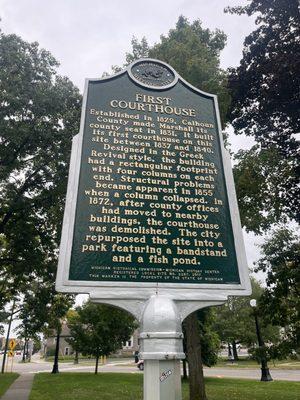 FIRST
COURTHOUSE
Established in 1829, Calhoun
County made Marshall its
county seat in 1831. It built
its first courthouse on this
site between 1837 and 1840.
Designed in the Greek
Revival style, the building
had a rectangular footprint
with four columns on each
end. Structural problems
became apparent in 1855
when a column collapsed. In
1872, after county offices
had moved to nearby
buildings, the courthouse
was demolished. The city
repurposed the site into a
park featuring a bandstand
and a fish pond.
MICHIGAN HISTORICAL COMMISSION - MICHIGAN HISTORY CENTER
REGISTERED LOCAL SITE NO.
THIS MARKER IS THE PROPERTY OF THE STATE OF MICHIGAN